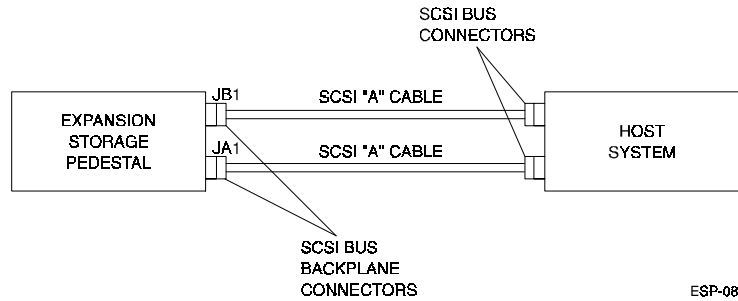 SCSI BUS
CONNECTORS
JB1
SCSI "A" CABLE
EXPANSION
STORAGE
PEDESTAL
HOST
SYSTEM
JA1
SCSI "A" CABLE
SCSI BUS
BACKPLANE
CONNECTORS
ESP-08